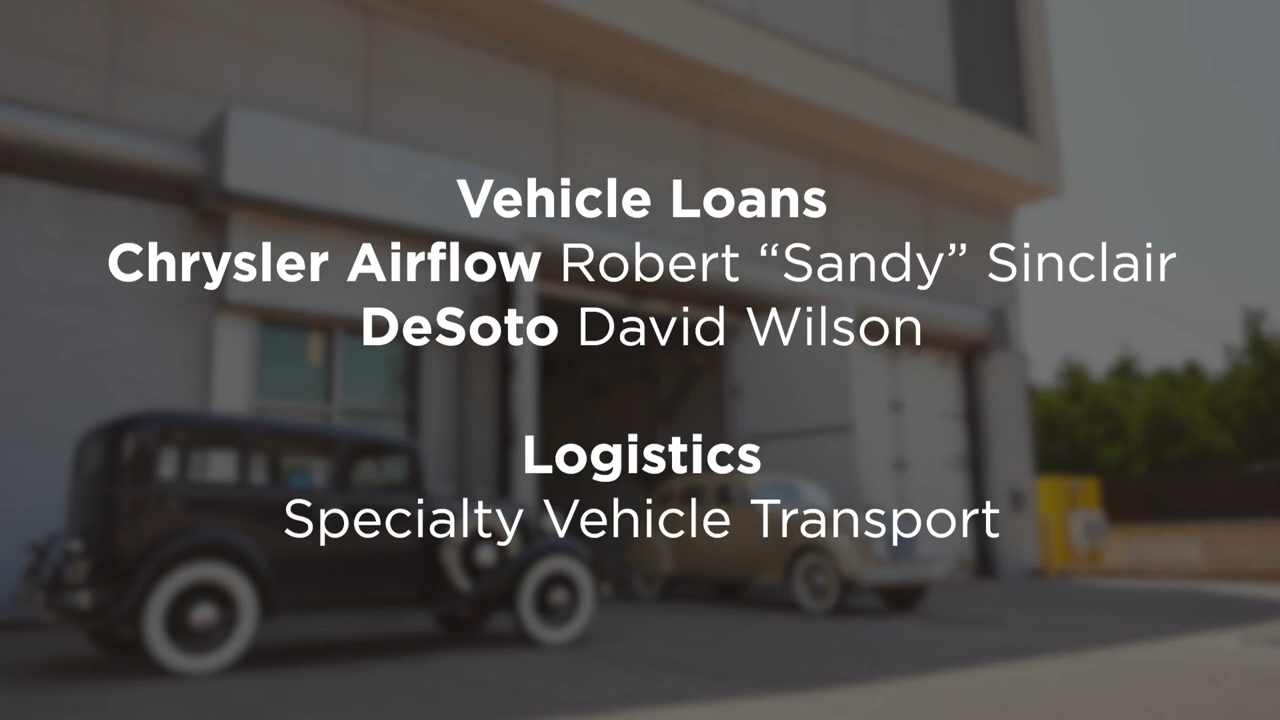 Vehicle Loans
Chrysler Airflow Robert “Sandy” Sinclair
DeSoto David Wilson
Logistics
Specialty Vehicle Transport